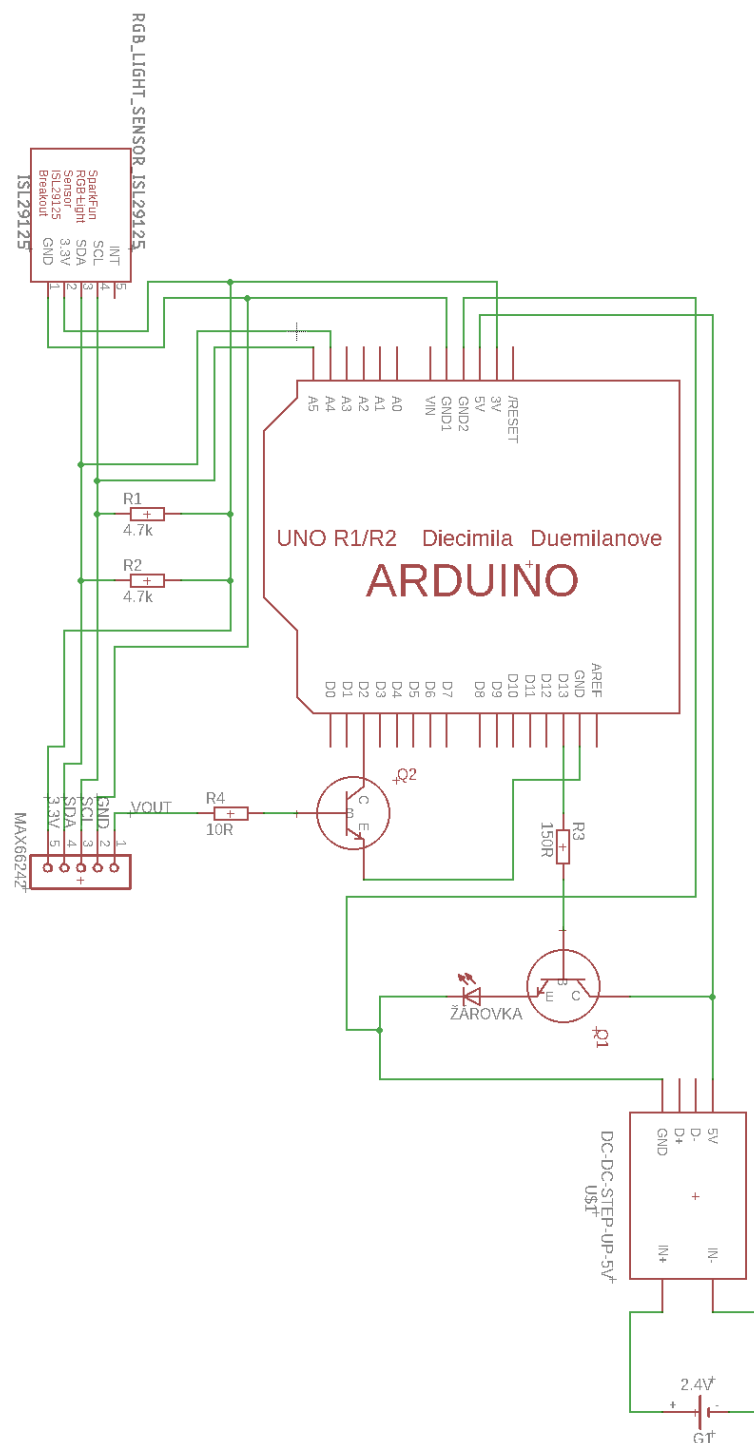 RGB_LIGHT_SENSOR_ISL29125
SparkFun
RGB Light
Sensor
ISL29125
Breakout
ISL29125
GND
3.3V
SDA
SCL
INT
1
2
3
4
5
A5
A4
A3
A2
A1
A0
VIN
GND1
GND2
5V
3V
/RESET
R1
4.7k
R2
4.7k
UNO R1/R2 Diecimila Duemilanove
ARDUINO
D0
D1
D2
D3
D4
D5
D6
D7
D8
D9
D10
D11
D12
D13
GND
AREF
Q2
C
B
E
R4
10R
VOUT
3.3V
SDA
SCL
GND
5
4
3
2
1
MAX66242
R3
150R
B
E
C
Q1
ŽÁROVKA
GND
D+
D-
5V
DC-DC-STEP-UP-5V
U$1
IN+
IN-
2.4V
+
-
G1